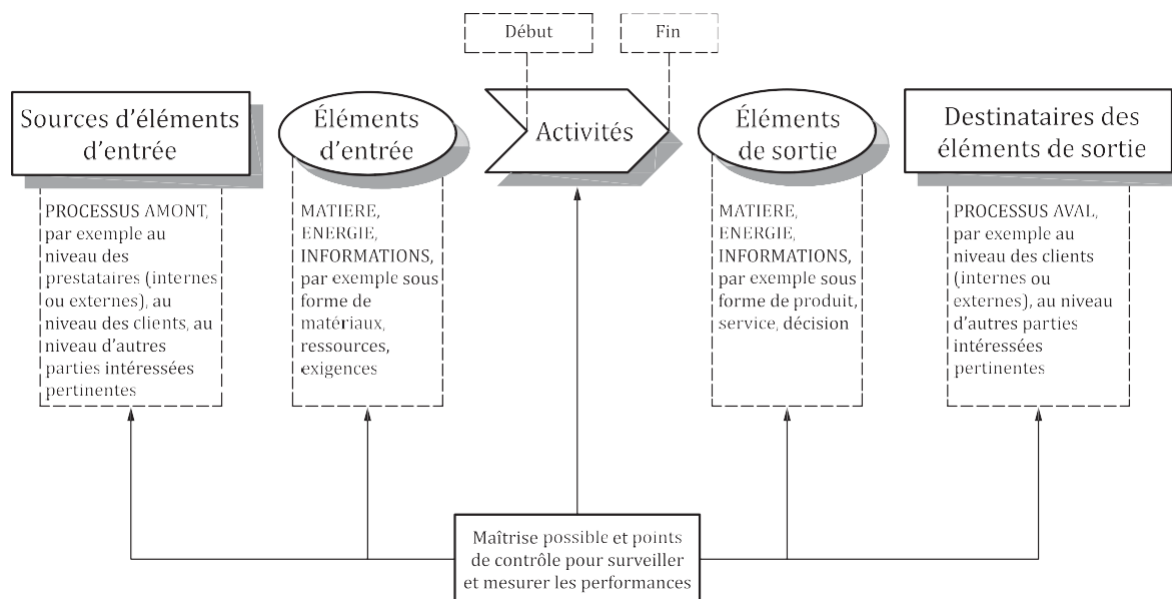 Début
Fin
Sources d'éléments
d'entrée
Éléments
d'entrée
Activités
Éléments
de sortie
Destinataires des
éléments de sortie
PROCESSUS AMONT,
par exemple au
niveau des
prestataires (internes
ou externes), au
niveau des clients, au
niveau d'autres
parties intéressées
pertinentes
MATIERE,
ENERGIE,
INFORMATIONS,
par exemple sous
forme de
matériaux,
ressources,
exigences
MATIERE,
ENERGIE,
INFORMATIONS,
par exemple sous
forme de produit,
service, décision
PROCESSUS AVAL,
par exemple au
niveau des clients
(internes ou
externes), au niveau
d'autres parties
intéressées
pertinentes
Maîtrise possible et points
de contrôle pour surveiller
et mesurer les performances